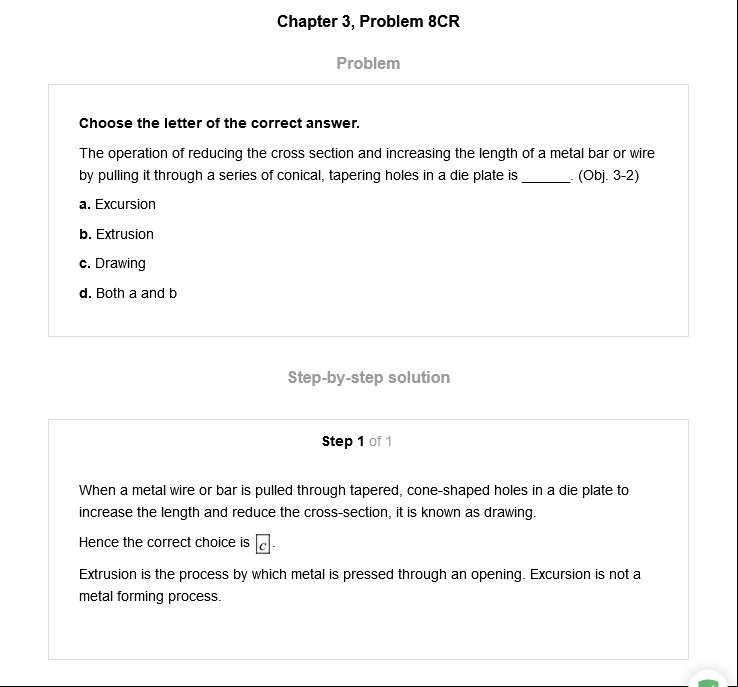 Chapter 3, Problem 8CR
Problem
Choose the letter of the correct answer.
The operation of reducing the cross section and increasing the length of a metal bar or wire
by pulling it through a series of conical, tapering holes in a die plate is ______. (Obj. 3-2)
a. Excursion
b. Extrusion
c. Drawing
d. Both a and b
Step-by-step solution
Step 1 of 1
When a metal wire or bar is pulled through tapered, cone-shaped holes in a die plate to
increase the length and reduce the cross-section, it is known as drawing.
Hence the correct choice is c.
Extrusion is the process by which metal is pressed through an opening. Excursion is not a
metal forming process.